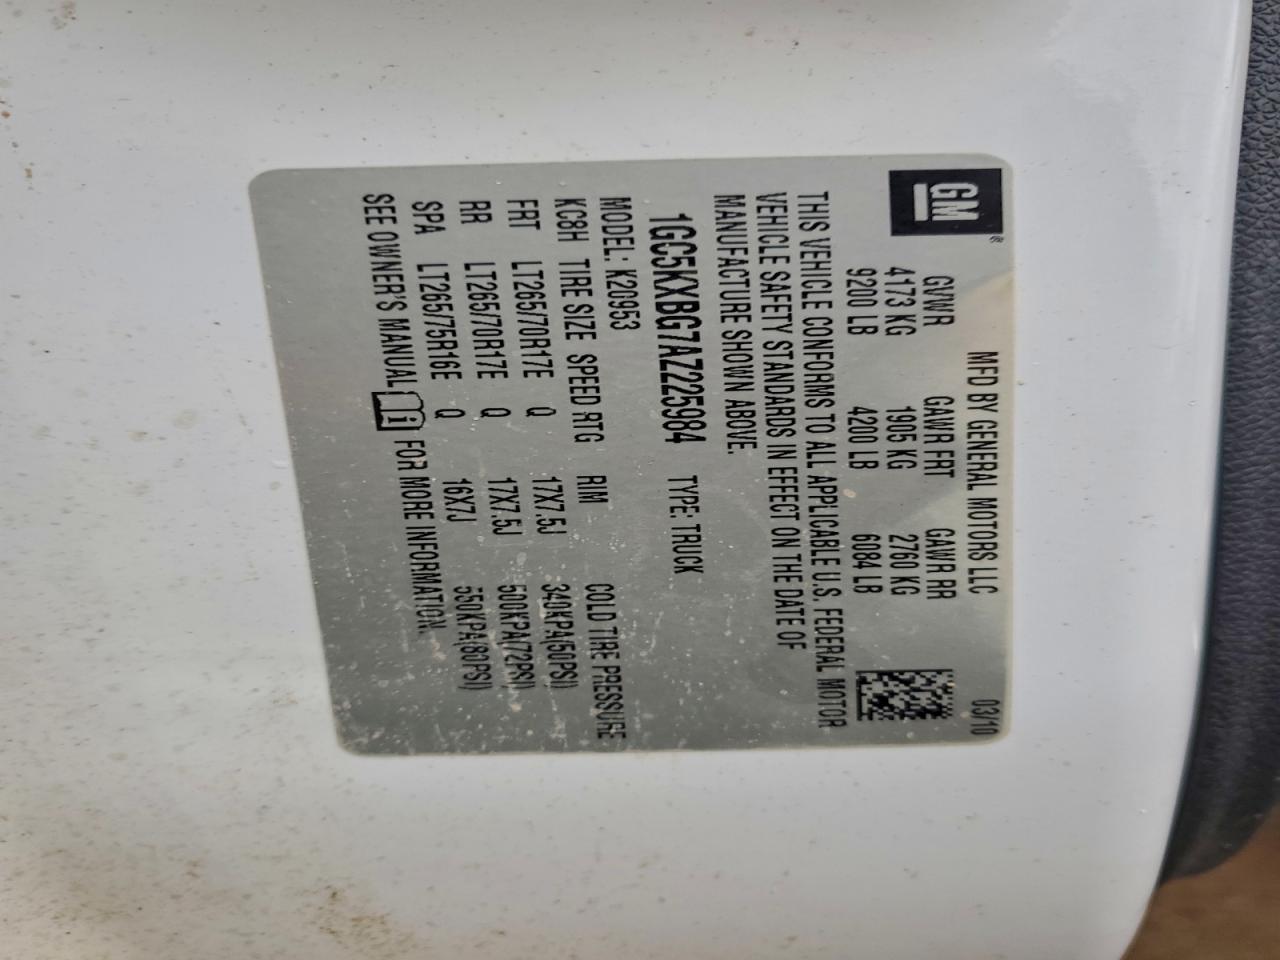 GM
MFD BY GENERAL MOTORS LLC 03/10
GVWR GAWR FRT GAWR RR
4173 KG 1905 KG 2760 KG
9200 LB 4200 LB 6084 LB
THIS VEHICLE CONFORMS TO ALL APPLICABLE U.S. FEDERAL MOTOR
VEHICLE SAFETY STANDARDS IN EFFECT ON THE DATE OF
MANUFACTURE SHOWN ABOVE.
1GC5KXBG7AZ225984 TYPE: TRUCK
MODEL: K20953
KC8H TIRE SIZE SPEED RTG RIM COLD TIRE PRESSURE
FRT LT265/70R17E Q 17X7.5J 340KPA(50PSI)
RR LT265/70R17E Q 17X7.5J 500KPA(72PSI)
SPA LT265/75R16E Q 16X7J 550KPA(80PSI)
SEE OWNER'S MANUAL i FOR MORE INFORMATION.